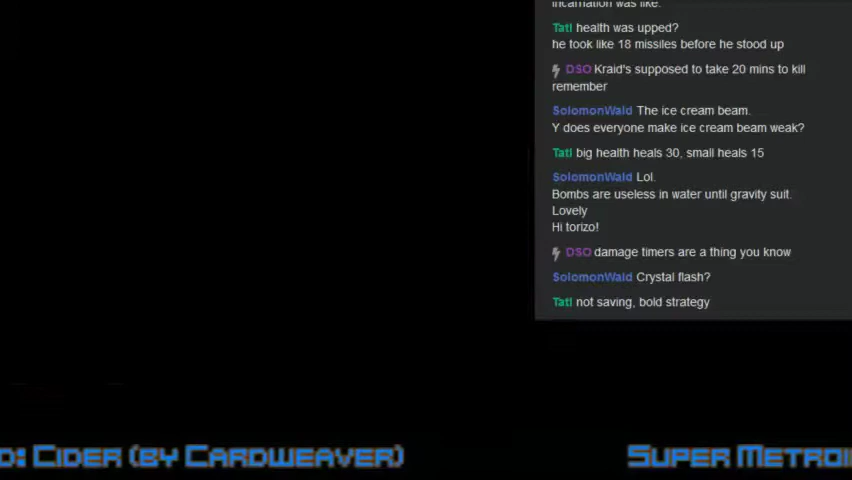 incarnation was like.
Tatl health was upped?
he took like 18 missiles before he stood up
DSO Kraid's supposed to take 20 mins to kill
remember
SolomonWald The ice cream beam.
Y does everyone make ice cream beam weak?
Tatl big health heals 30, small heals 15
SolomonWald Lol.
Bombs are useless in water until gravity suit.
Lovely
Hi torizo!
DSO damage timers are a thing you know
SolomonWald Crystal flash?
Tatl not saving, bold strategy
D: CIDER (BY CARDWEAVER) SUPER METROI